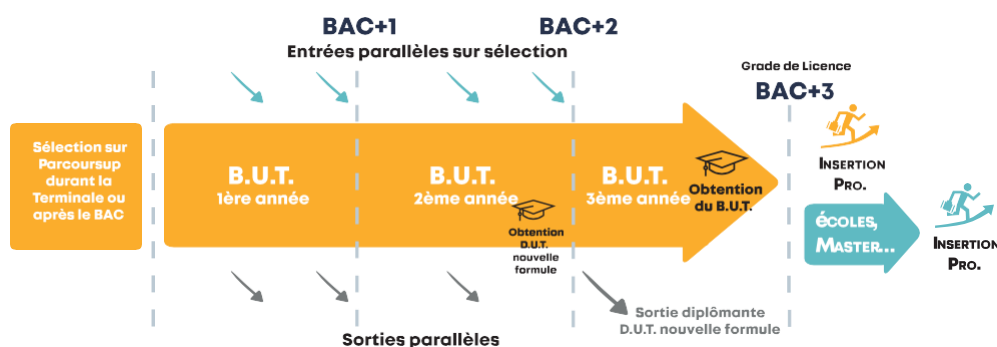 BAC+1
BAC+2
Entrées parallèles sur sélection
Grade de Licence
BAC+3
Sélection sur
Parcoursup
durant la
Terminale ou
après le BAC
B.U.T.
1ère année
B.U.T.
2ème année
Obtention
D.U.T.
nouvelle
formule
B.U.T.
3ème année
Obtention
du B.U.T.
INSERTION
PRO.
éCOLES,
MASTER...
INSERTION
PRO.
Sortie diplômante
D.U.T. nouvelle formule
Sorties parallèles